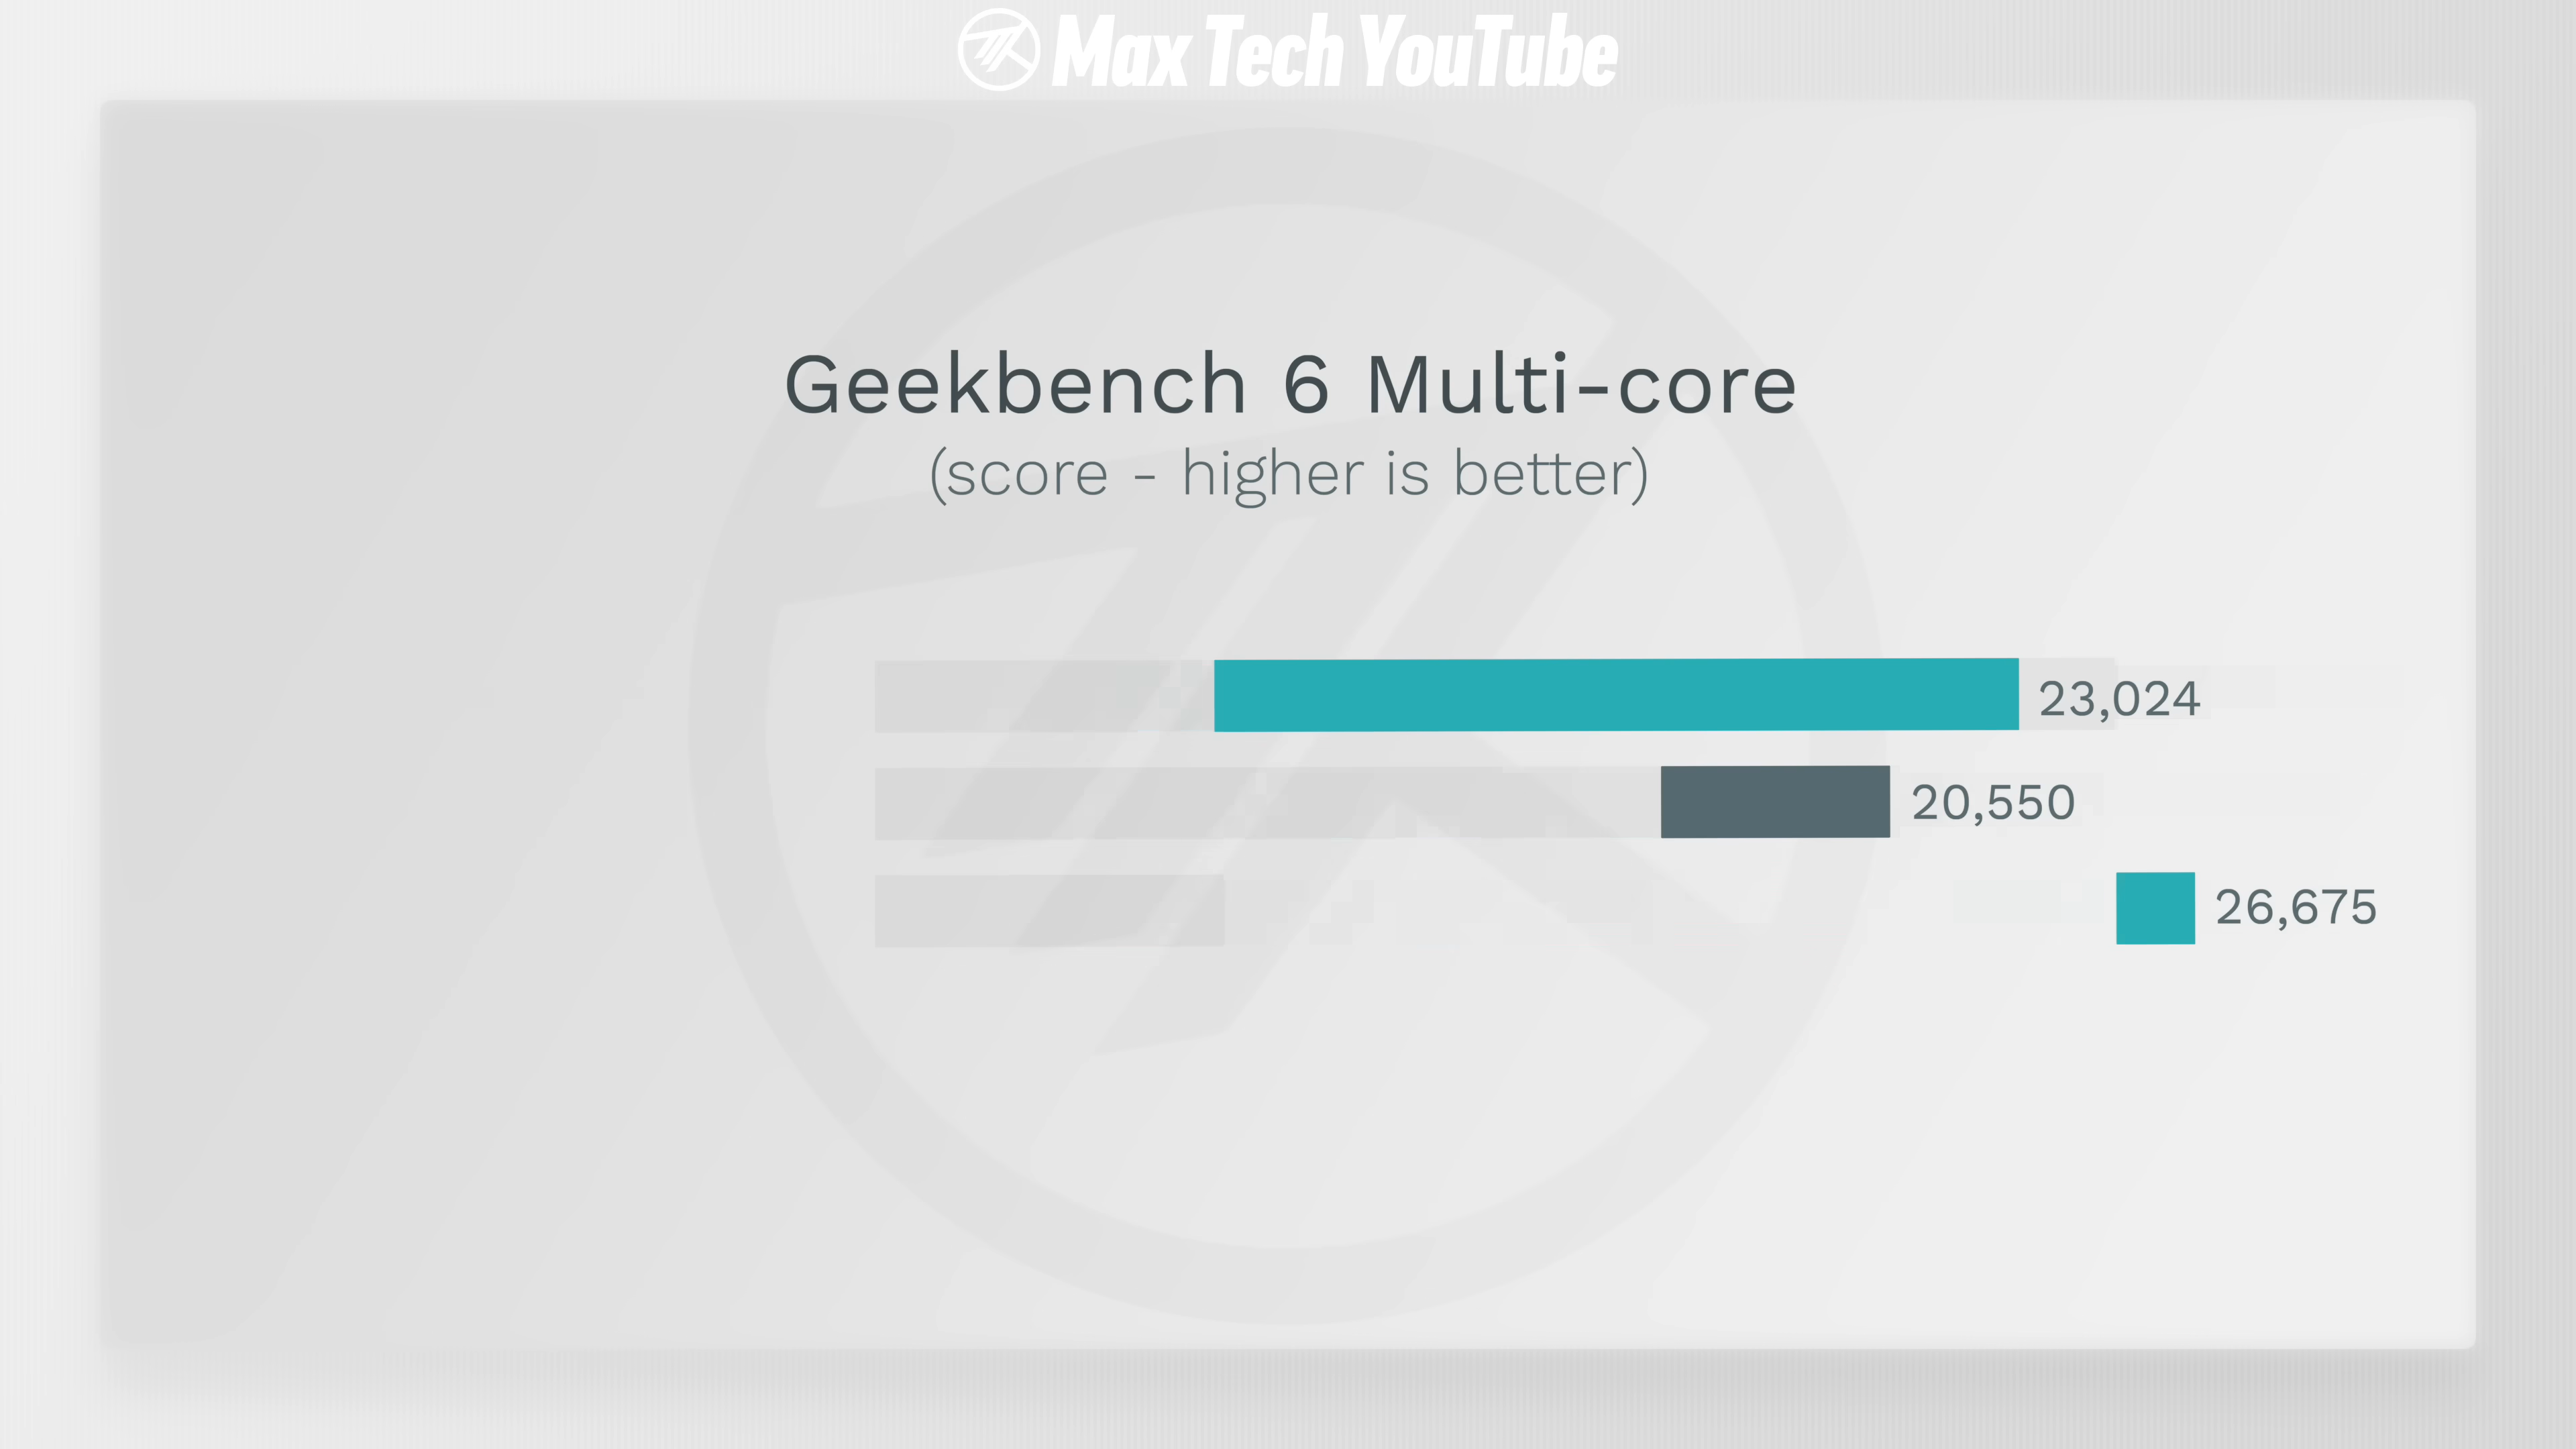 Max Tech YouTube
Geekbench 6 Multi-core
(score - higher is better)
23,024
20,550
26,675